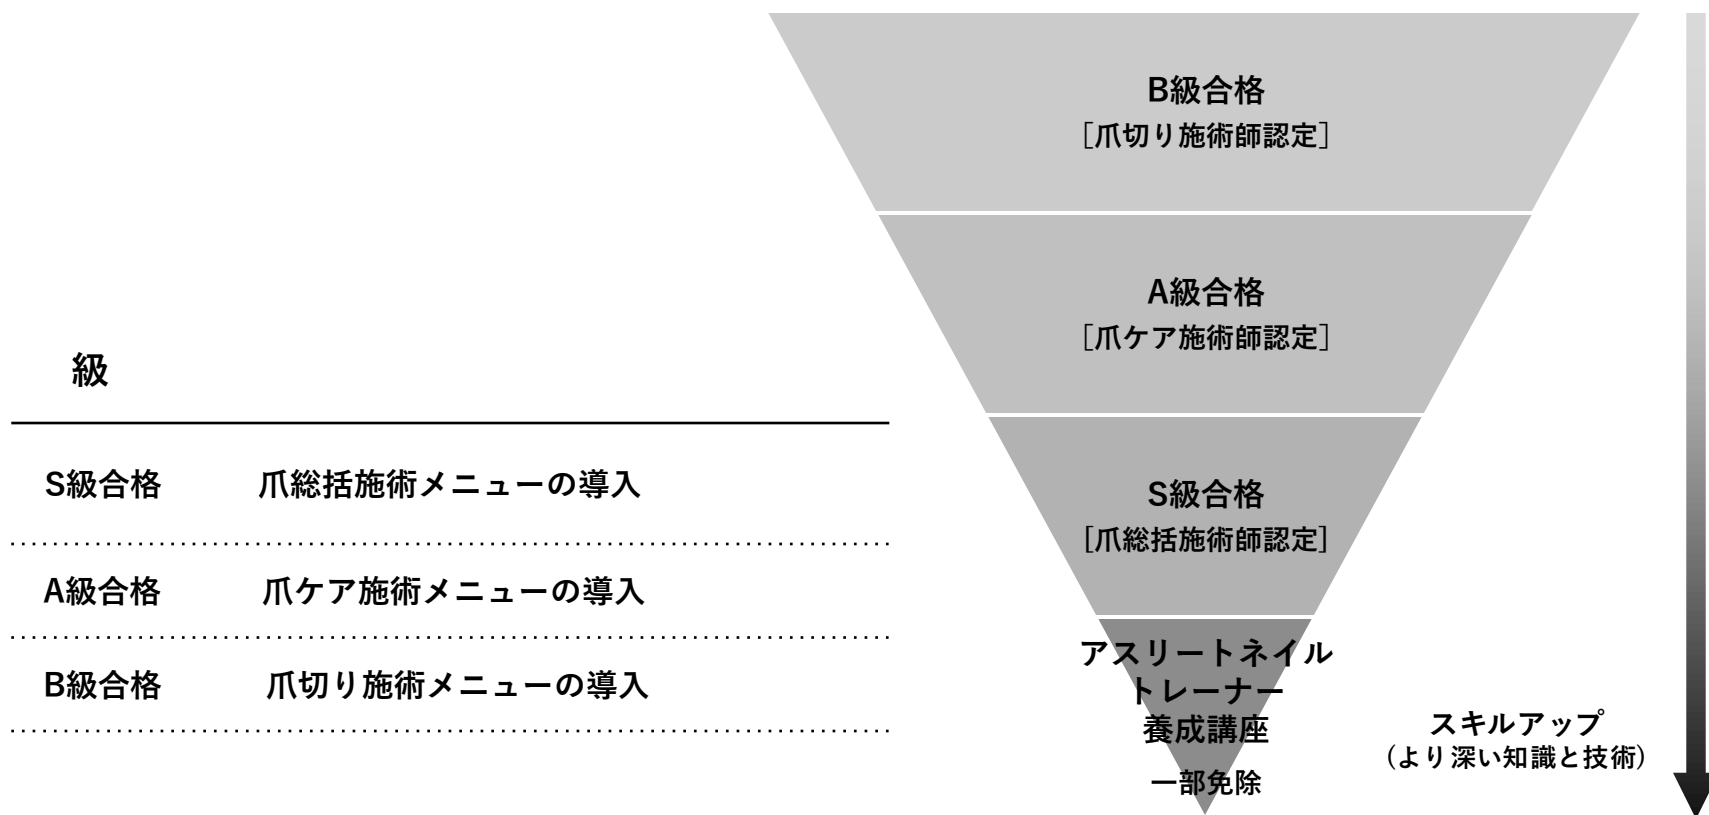 級
S級合格 爪総括施術メニューの導入
A級合格 爪ケア施術メニューの導入
B級合格 爪切り施術メニューの導入
B級合格
［爪切り施術師認定］
A級合格
［爪ケア施術師認定］
S級合格
［爪総括施術師認定］
アスリートネイル
トレーナー
養成講座
一部免除
スキルアップ
（より深い知識と技術）